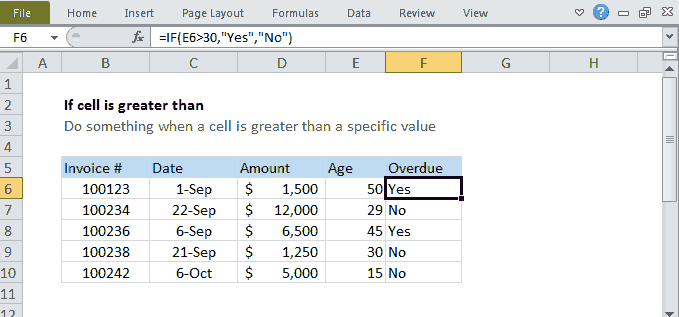 File Home Insert Page Layout Formulas Data Review View ?
F6 fx =IF(E6>30,"Yes","No")
A B C D E F G H
1
2 If cell is greater than
3 Do something when a cell is greater than a specific value
4
5 Invoice # Date Amount Age Overdue
6 100123 1-Sep $ 1,500 50 Yes
7 100234 22-Sep $ 12,000 29 No
8 100236 6-Sep $ 6,500 45 Yes
9 100238 21-Sep $ 1,250 30 No
10 100242 6-Oct $ 5,000 15 No
11
12